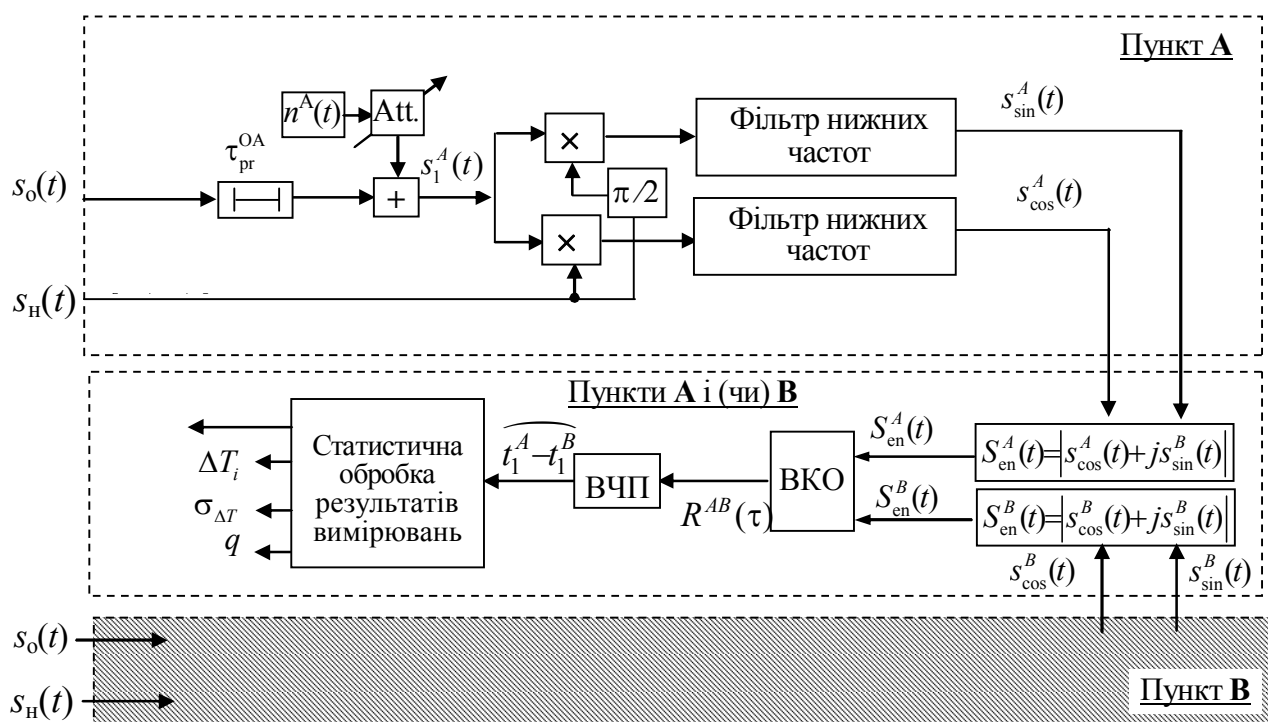 Пункт A
n^A(t)
Att.
τ_pr^OA
s_o(t)
+
s_1^A(t)
×
π/2
×
Фільтр нижних
частот
s_sin^A(t)
Фільтр нижних
частот
s_cos^A(t)
s_н(t)
Пункти A і (чи) B
Статистична
обробка
результатів
вимірювань
ΔT_i
σ_ΔT
q
t_1^A–t_1^B
ВЧП
R^AB(τ)
ВКО
S_en^A(t)
S_en^B(t)
S_en^A(t)=|s_cos^A(t)+js_sin^B(t)|
S_en^B(t)=|s_cos^B(t)+js_sin^B(t)|
s_cos^B(t)
s_sin^B(t)
s_o(t)
s_н(t)
Пункт B